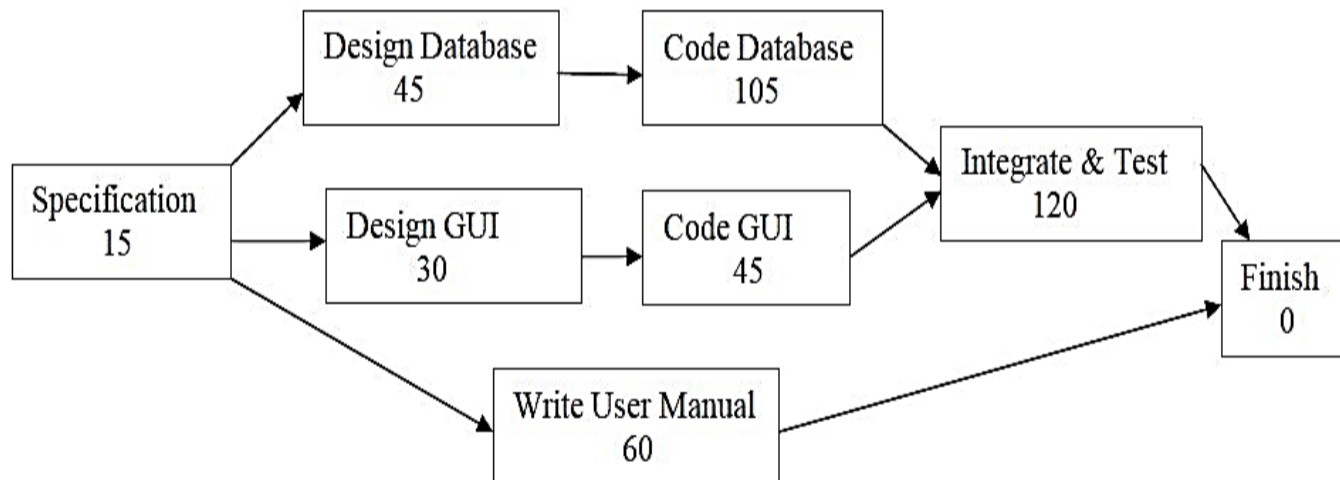 Design Database
45
Code Database
105
Integrate & Test
120
Specification
15
Design GUI
30
Code GUI
45
Finish
0
Write User Manual
60